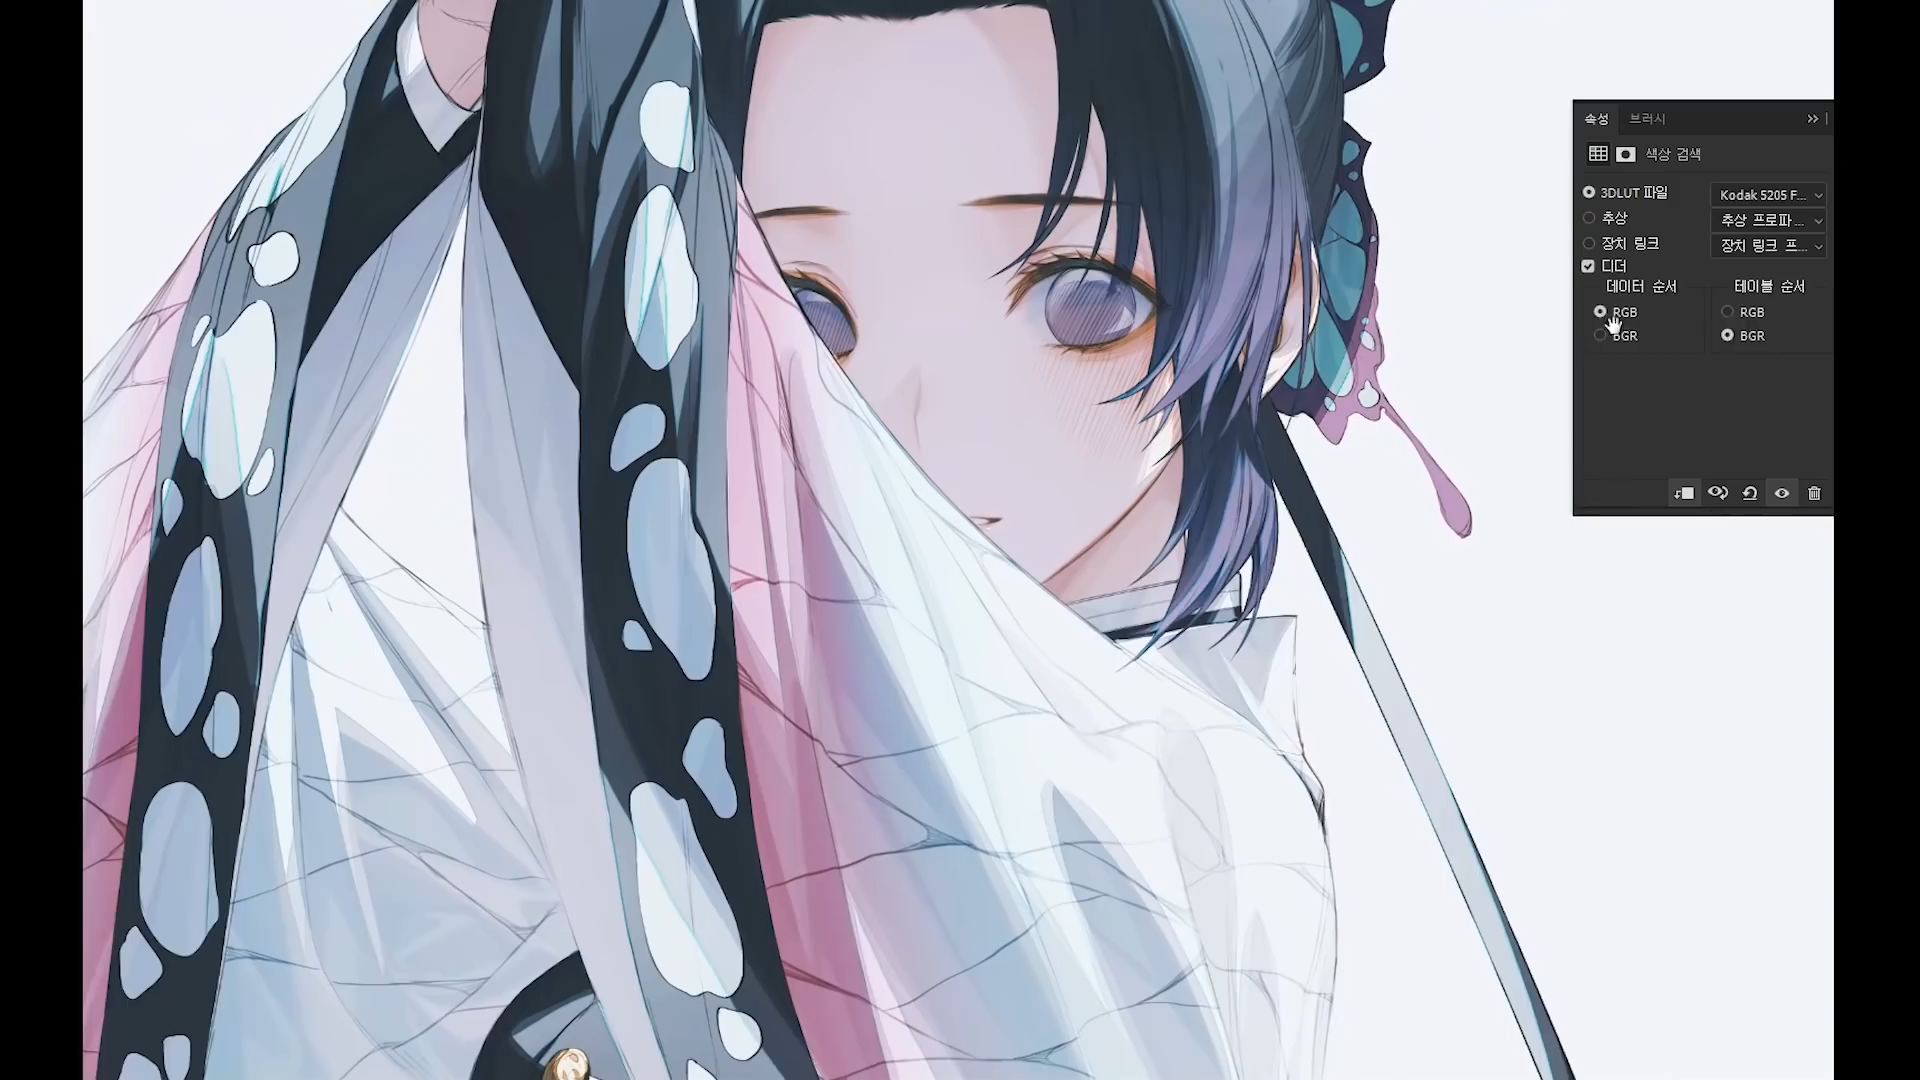 속성 브러시
색상 검색
3DLUT 파일 Kodak 5205 F...
추상 추상 프로파...
장치 링크 장치 링크 프...
디더
데이터 순서 테이블 순서
RGB RGB
BGR BGR